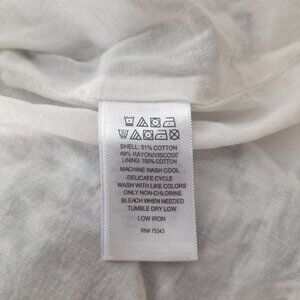 SHELL: 51% COTTON
49% RAYON/VISCOSE
LINING: 100% COTTON
MACHINE WASH COOL
DELICATE CYCLE
WASH WITH LIKE COLORS
ONLY NON-CHLORINE
BLEACH WHEN NEEDED
TUMBLE DRY LOW
LOW IRON
RN# 75343